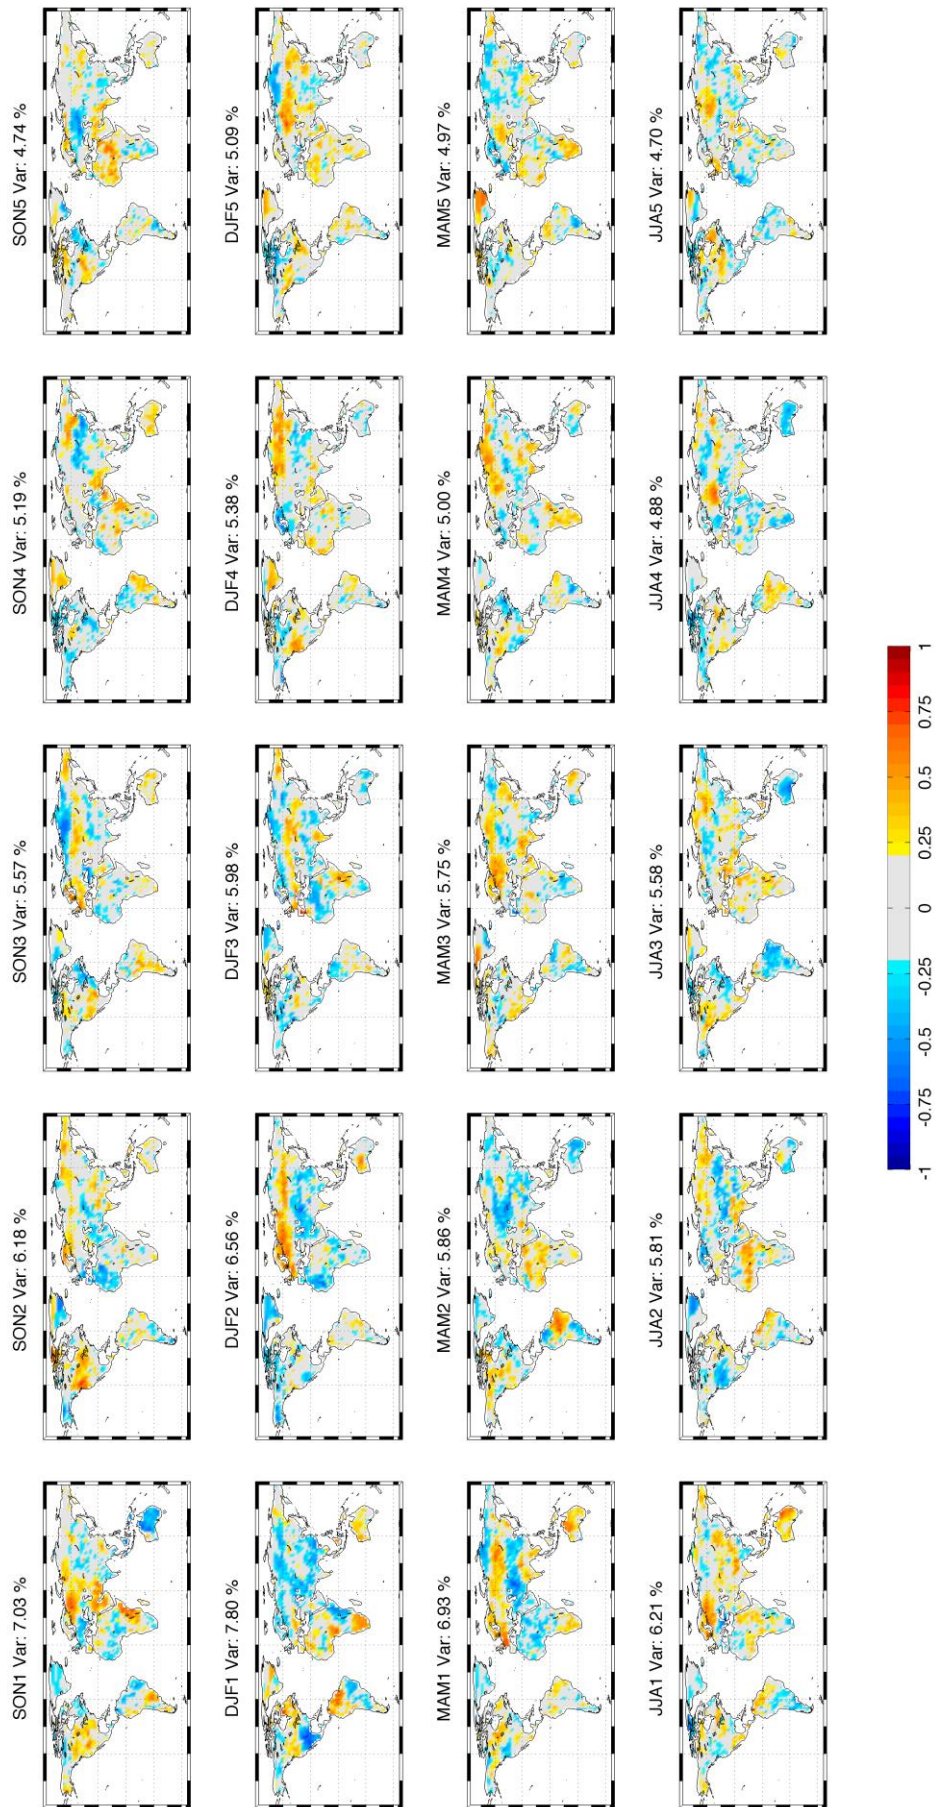 SON1 Var: 7.03 %
SON2 Var: 6.18 %
SON3 Var: 5.57 %
SON4 Var: 5.19 %
SON5 Var: 4.74 %
DJF1 Var: 7.80 %
DJF2 Var: 6.56 %
DJF3 Var: 5.98 %
DJF4 Var: 5.38 %
DJF5 Var: 5.09 %
MAM1 Var: 6.93 %
MAM2 Var: 5.86 %
MAM3 Var: 5.75 %
MAM4 Var: 5.00 %
MAM5 Var: 4.97 %
JJA1 Var: 6.21 %
JJA2 Var: 5.81 %
JJA3 Var: 5.58 %
JJA4 Var: 4.88 %
JJA5 Var: 4.70 %
-1 -0.75 -0.5 -0.25 0 0.25 0.5 0.75 1